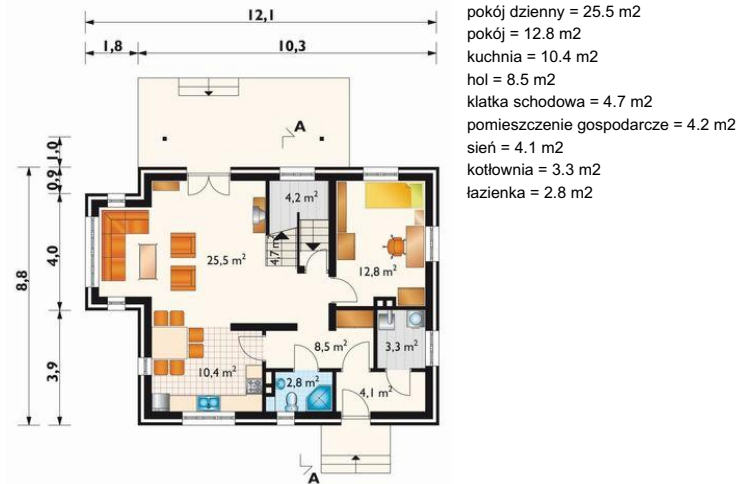 12,1
1,8
10,3
pokój dzienny = 25.5 m2
pokój = 12.8 m2
kuchnia = 10.4 m2
hol = 8.5 m2
klatka schodowa = 4.7 m2
pomieszczenie gospodarcze = 4.2 m2
sień = 4.1 m2
kotłownia = 3.3 m2
łazienka = 2.8 m2
A
1,0
0,9
4,0
8,8
3,9
4,2 m²
4,7 m²
25,5 m²
12,8 m²
8,5 m²
3,3 m²
10,4 m²
2,8 m²
4,1 m²
A